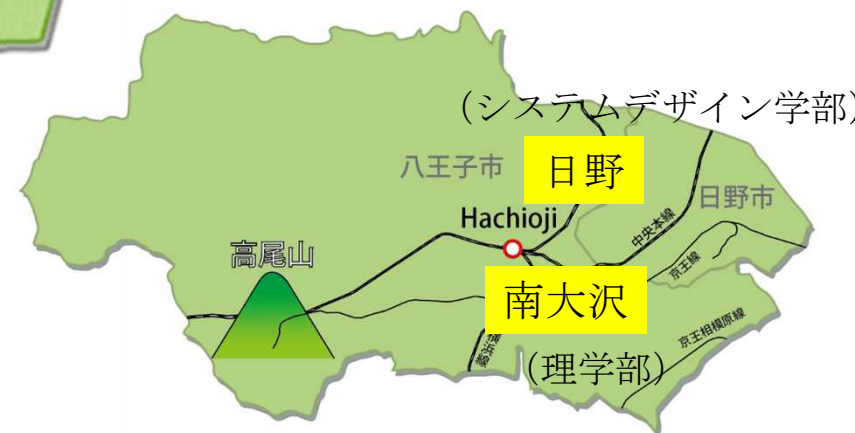 (システムデザイン学部)
八王子市
日野
日野市
Hachioji
中央本線
高尾山
京王線
南大沢
京王相模原線
(理学部)